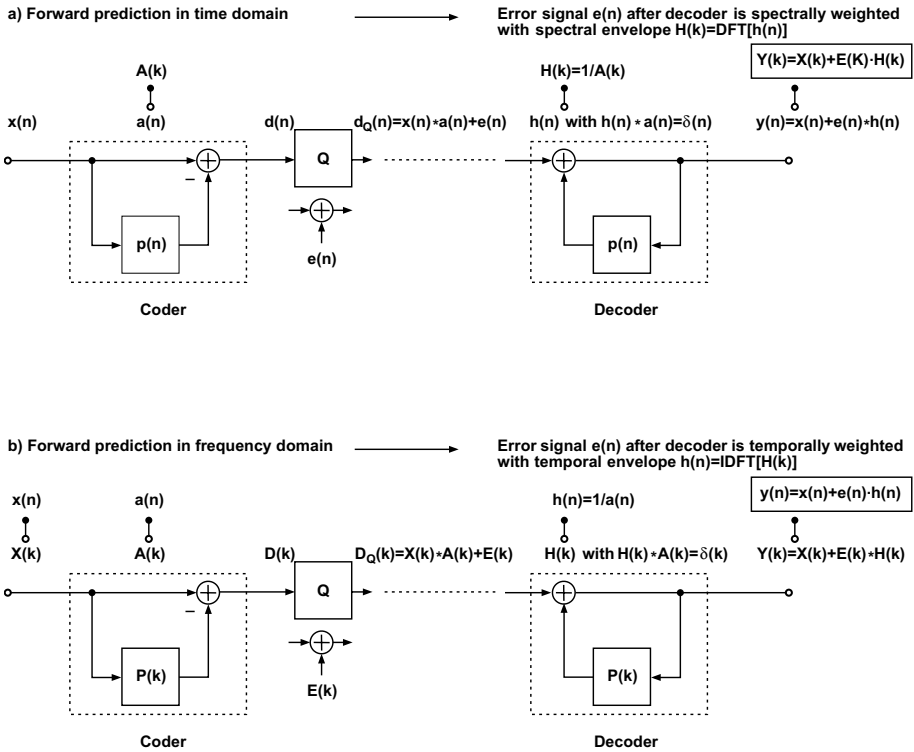 a) Forward prediction in time domain
Error signal e(n) after decoder is spectrally weighted
with spectral envelope H(k)=DFT[h(n)]
A(k)
H(k)=1/A(k)
Y(k)=X(k)+E(K)·H(k)
x(n)
a(n)
d(n)
d_Q(n)=x(n)*a(n)+e(n)
h(n) with h(n)*a(n)=δ(n)
y(n)=x(n)+e(n)*h(n)
Q
–
p(n)
e(n)
p(n)
Coder
Decoder
b) Forward prediction in frequency domain
Error signal e(n) after decoder is temporally weighted
with temporal envelope h(n)=IDFT[H(k)]
x(n)
a(n)
h(n)=1/a(n)
y(n)=x(n)+e(n)·h(n)
X(k)
A(k)
D(k)
D_Q(k)=X(k)*A(k)+E(k)
H(k) with H(k)*A(k)=δ(k)
Y(k)=X(k)+E(k)*H(k)
Q
–
P(k)
E(k)
P(k)
Coder
Decoder